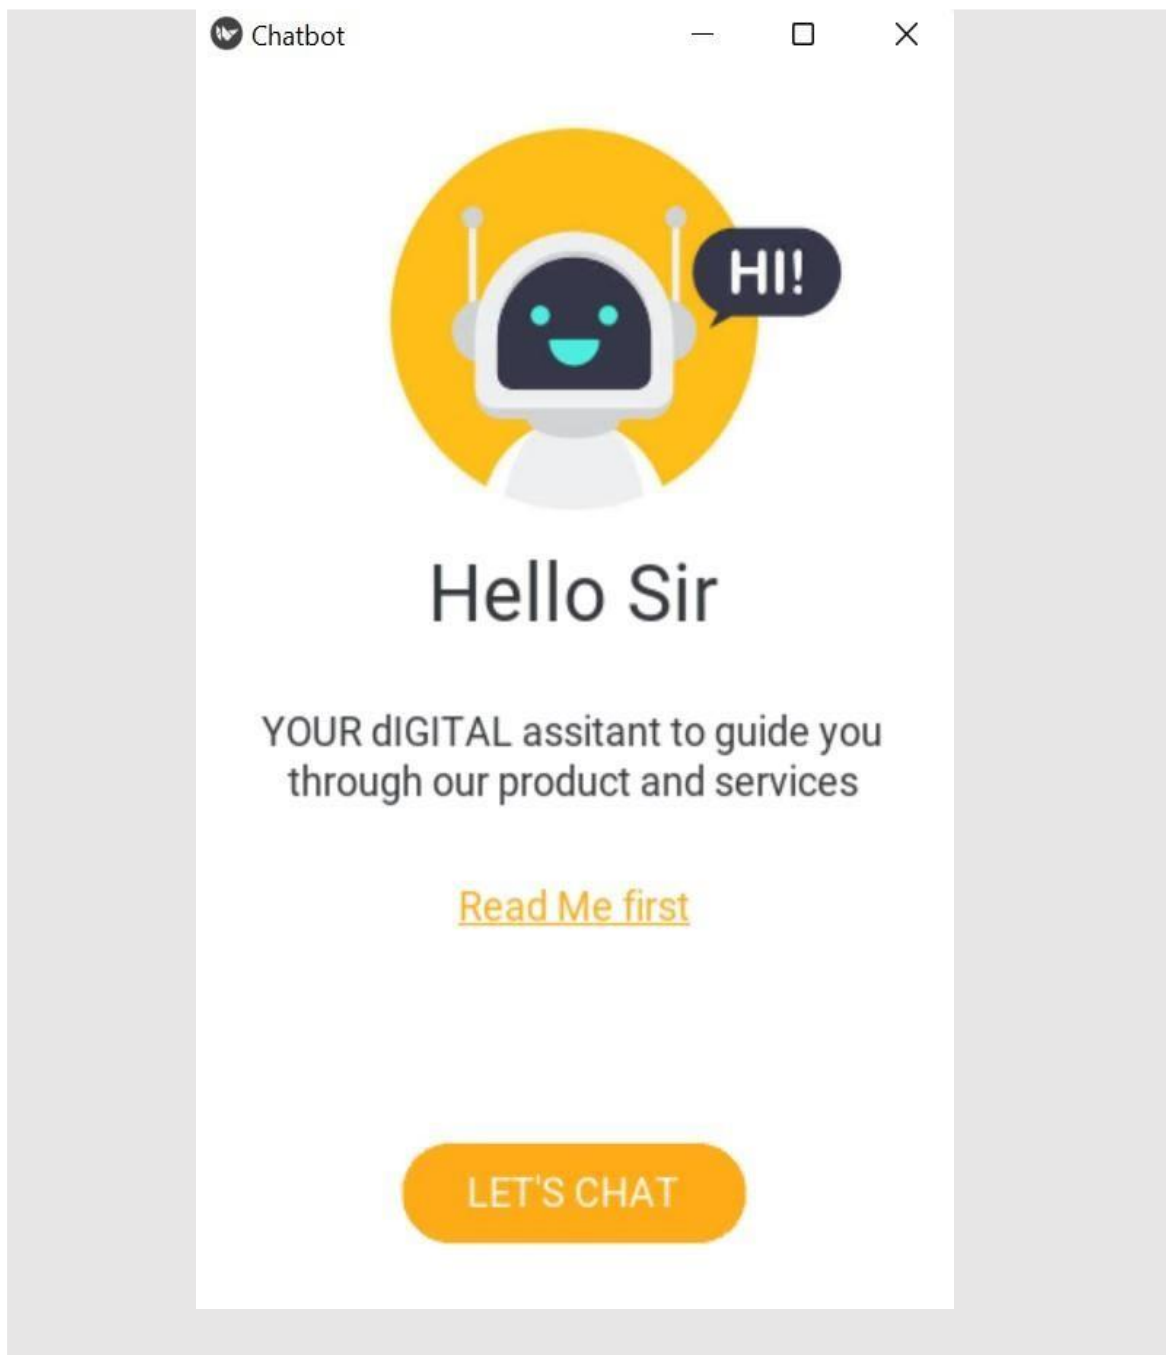 Chatbot
HI!
Hello Sir
YOUR dIGITAL assitant to guide you
through our product and services
Read Me first
LET'S CHAT